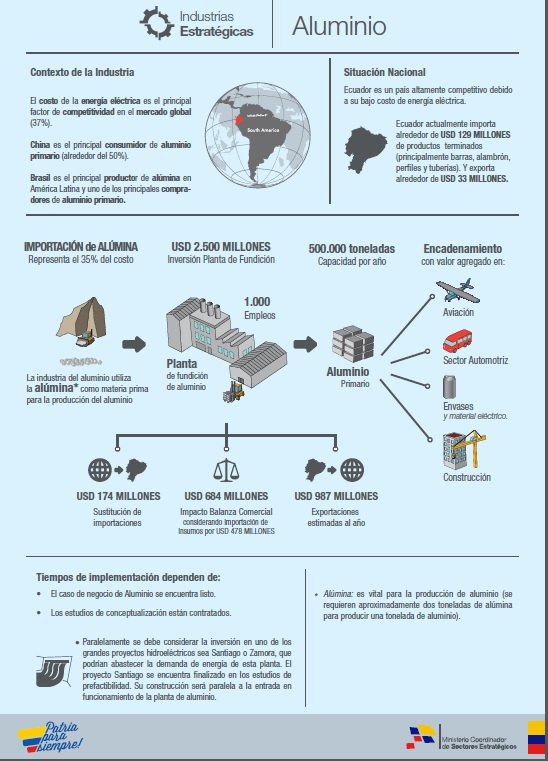 Industrias
Estratégicas
Aluminio
Contexto de la Industria
El costo de la energía eléctrica es el principal
factor de competitividad en el mercado global
(37%).
China es el principal consumidor de aluminio
primario (alrededor del 50%).
Brasil es el principal productor de alúmina en
América Latina y uno de los principales compra-
dores de aluminio primario.
South America
Situación Nacional
Ecuador es un país altamente competitivo debido
a su bajo costo de energía eléctrica.
Ecuador actualmente importa
alrededor de USD 129 MILLONES
de productos terminados
(principalmente barras, alambrón,
perfiles y tuberías). Y exporta
alrededor de USD 33 MILLONES.
IMPORTACIÓN de ALÚMINA
Representa el 35% del costo
USD 2.500 MILLONES
Inversión Planta de Fundición
500.000 toneladas
Capacidad por año
Encadenamiento
con valor agregado en:
1.000
Empleos
Planta
de fundición
de aluminio
Aluminio
Primario
Aviación
Sector Automotriz
Envases
y material eléctrico.
Construcción
La industria del aluminio utiliza
la alúmina* como materia prima
para la producción del aluminio
USD 174 MILLONES
Sustitución de
importaciones
USD 684 MILLONES
Impacto Balanza Comercial
considerando Importación de
Insumos por USD 478 MILLONES
USD 987 MILLONES
Exportaciones
estimadas al año
Tiempos de implementación dependen de:
• El caso de negocio de Aluminio se encuentra listo.
• Los estudios de conceptualización están contratados.
• Paralelamente se debe considerar la inversión en uno de los
grandes proyectos hidroeléctricos sea Santiago o Zamora, que
podrían abastecer la demanda de energía de esta planta. El
proyecto Santiago se encuentra finalizado en los estudios de
prefactibilidad. Su construcción será paralela a la entrada en
funcionamiento de la planta de aluminio.
* Alúmina: es vital para la producción de aluminio (se
requieren aproximadamente dos toneladas de alúmina
para producir una tonelada de aluminio).
Patria
para
siempre!
Ministerio Coordinador
de Sectores Estratégicos